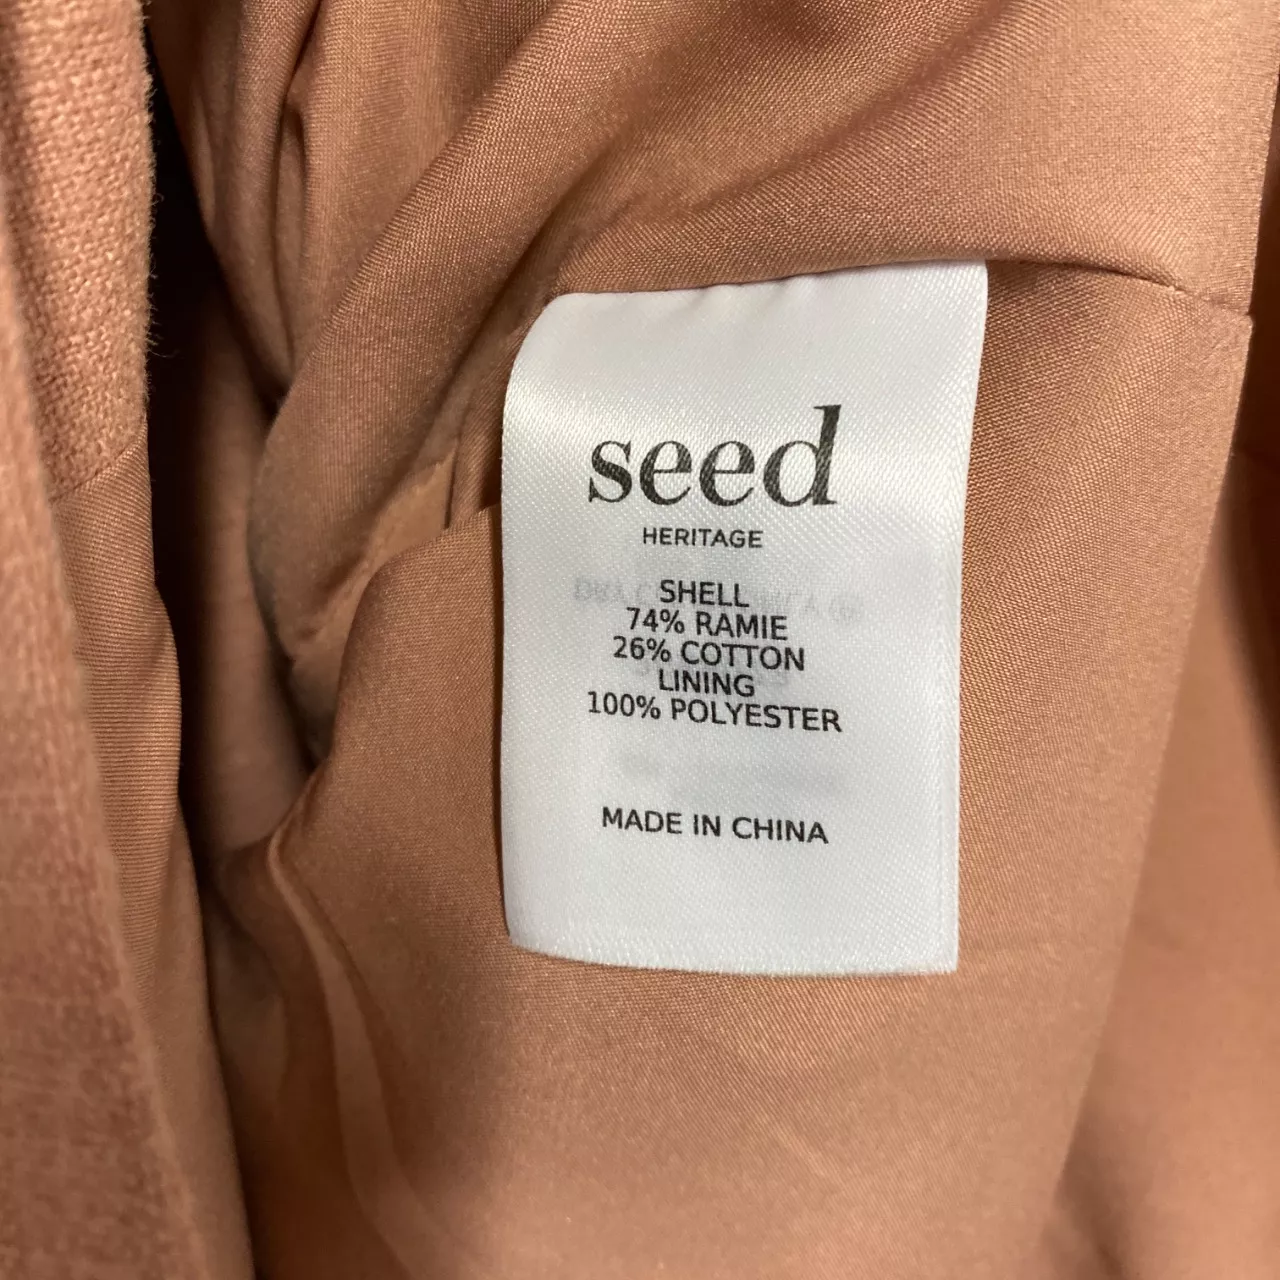 seed
HERITAGE
SHELL
74% RAMIE
26% COTTON
LINING
100% POLYESTER
MADE IN CHINA